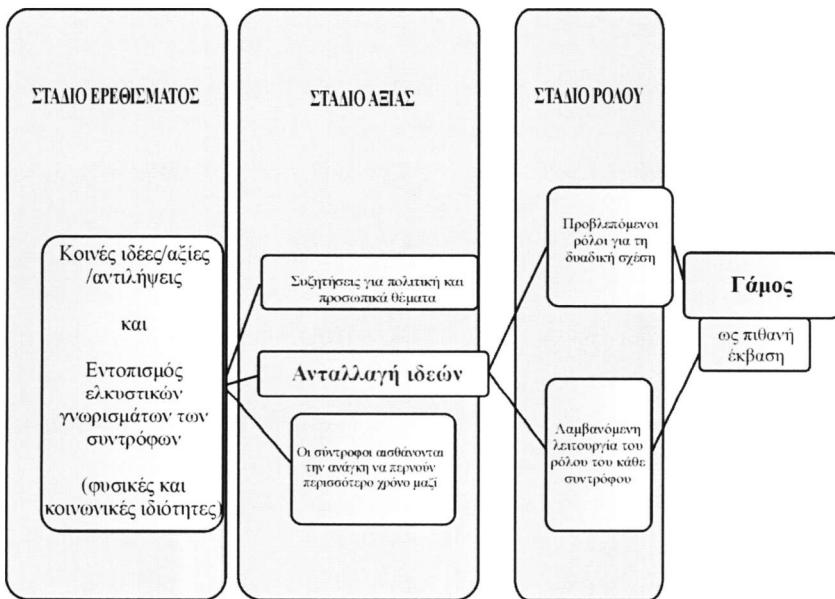 ΣΤΑΔΙΟ ΕΡΕΘΙΣΜΑΤΟΣ
Κοινές ιδέες/αξίες
/αντιλήψεις
και
Εντοπισμός
ελκυστικών
γνωρισμάτων των
συντρόφων
(φυσικές και
κοινωνικές ιδιότητες)
ΣΤΑΔΙΟ ΑΞΙΑΣ
Συζητήσεις για πολιτική και
προσωπικά θέματα
Ανταλλαγή ιδεών
Οι σύντροφοι αισθάνονται
την ανάγκη να περνούν
περισσότερο χρόνο μαζί
ΣΤΑΔΙΟ ΡΟΛΟΥ
Προβλεπόμενοι
ρόλοι για τη
δυαδική σχέση
Λαμβανόμενη
λειτουργία του
ρόλου του κάθε
συντρόφου
Γάμος
ως πιθανή
έκβαση